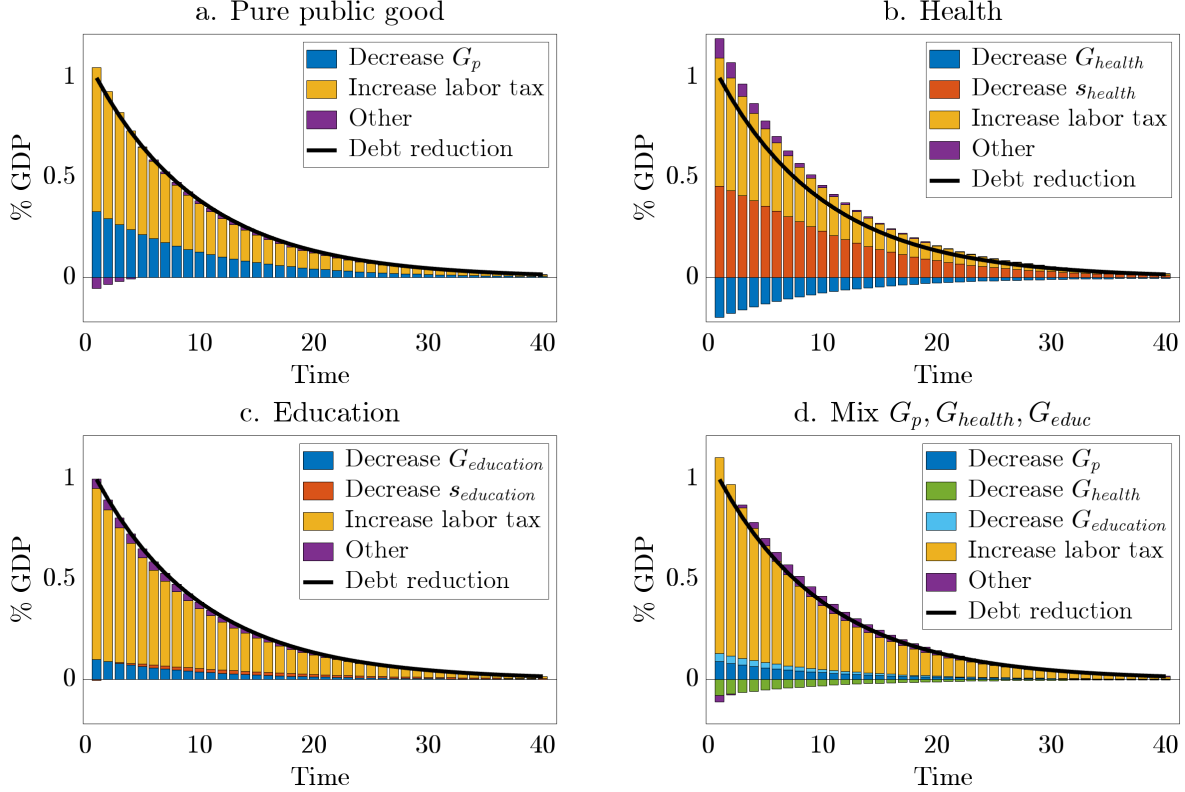 a. Pure public good
Decrease G_p
Increase labor tax
Other
Debt reduction
% GDP
1
0.5
0
0 10 20 30 40
Time
b. Health
Decrease G_health
Decrease s_health
Increase labor tax
Other
Debt reduction
% GDP
1
0.5
0
0 10 20 30 40
Time
c. Education
Decrease G_education
Decrease s_education
Increase labor tax
Other
Debt reduction
% GDP
1
0.5
0
0 10 20 30 40
Time
d. Mix G_p, G_health, G_educ
Decrease G_p
Decrease G_health
Decrease G_education
Increase labor tax
Other
Debt reduction
% GDP
1
0.5
0
0 10 20 30 40
Time